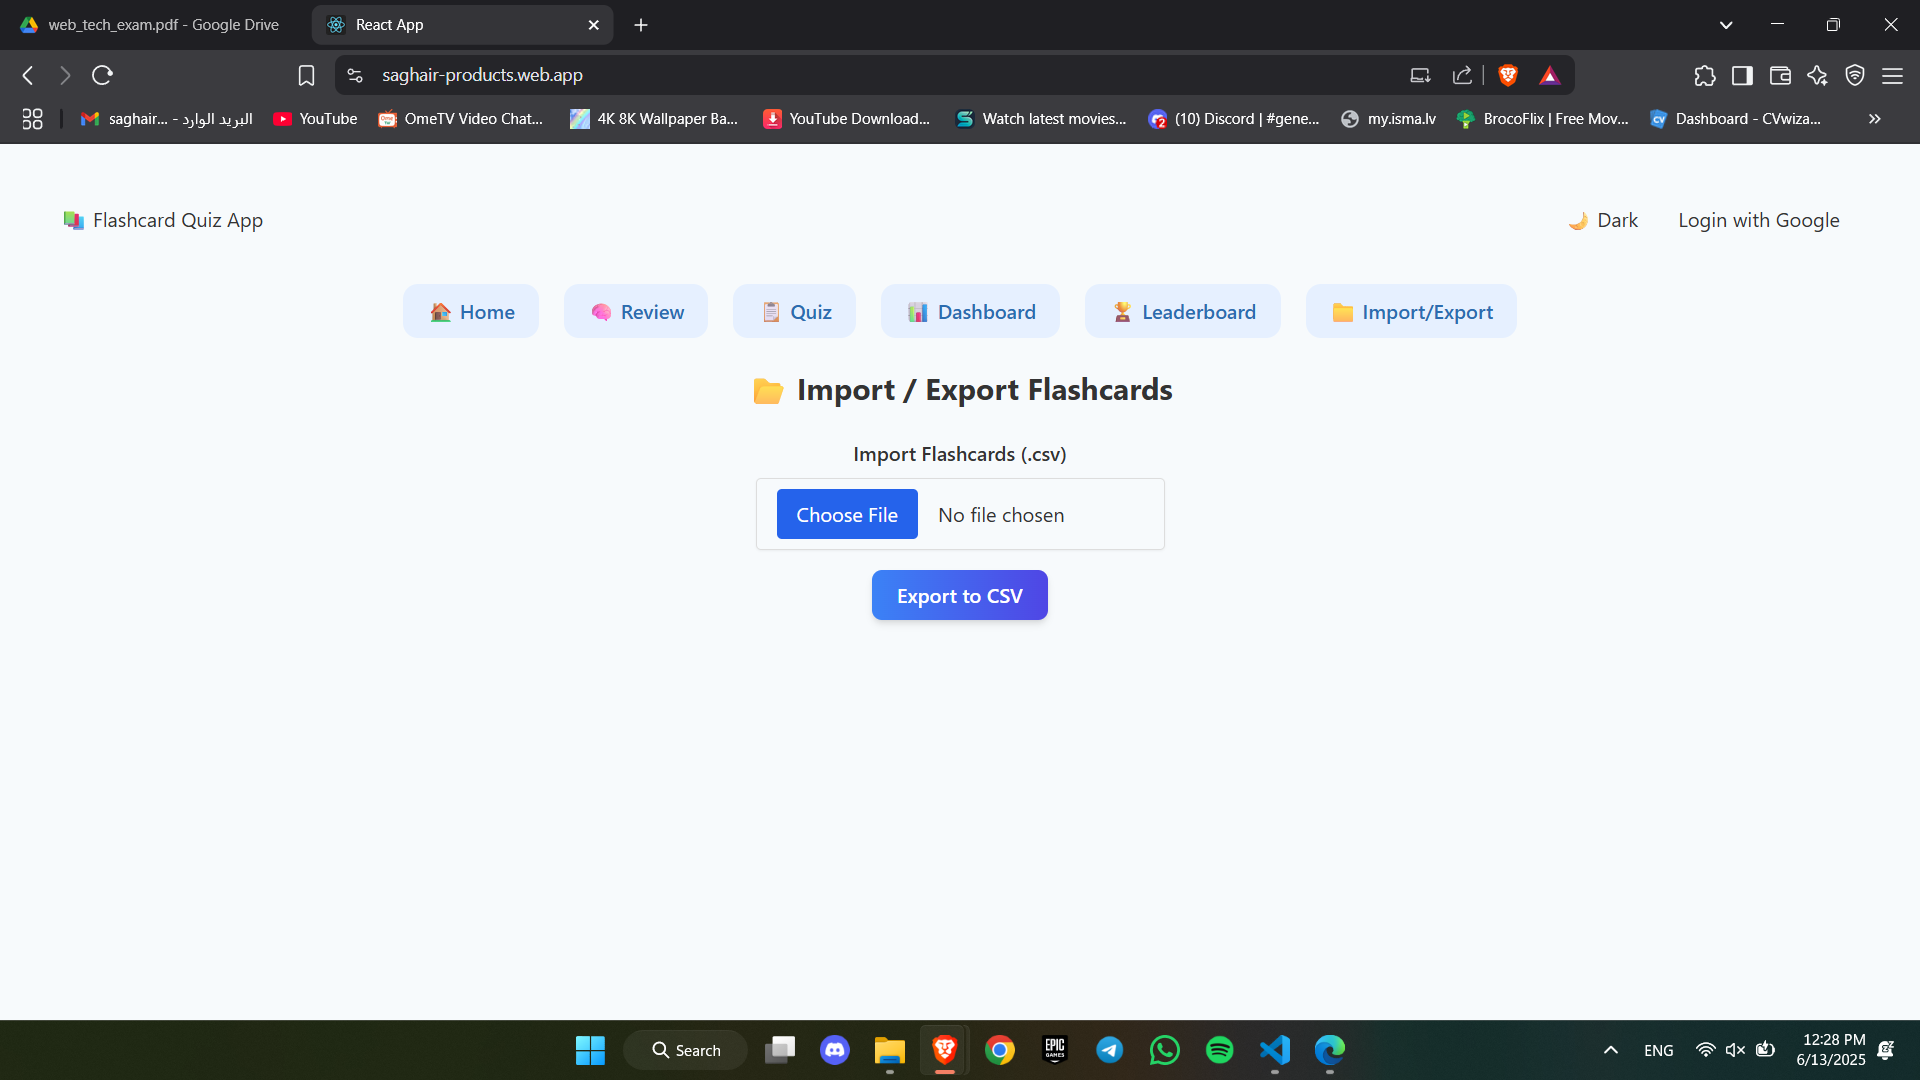 web_tech_exam.pdf - Google Drive
React App
saghair-products.web.app
saghair... - البريد الوارد
YouTube
OmeTV Video Chat...
4K 8K Wallpaper Ba...
YouTube Download...
Watch latest movies...
(10) Discord | #gene...
my.isma.lv
BrocoFlix | Free Mov...
Dashboard - CVwiza...
Flashcard Quiz App
Dark
Login with Google
Home
Review
Quiz
Dashboard
Leaderboard
Import/Export
Import / Export Flashcards
Import Flashcards (.csv)
Choose File
No file chosen
Export to CSV
Search
EPIC
GAMES
ENG
12:28 PM
6/13/2025